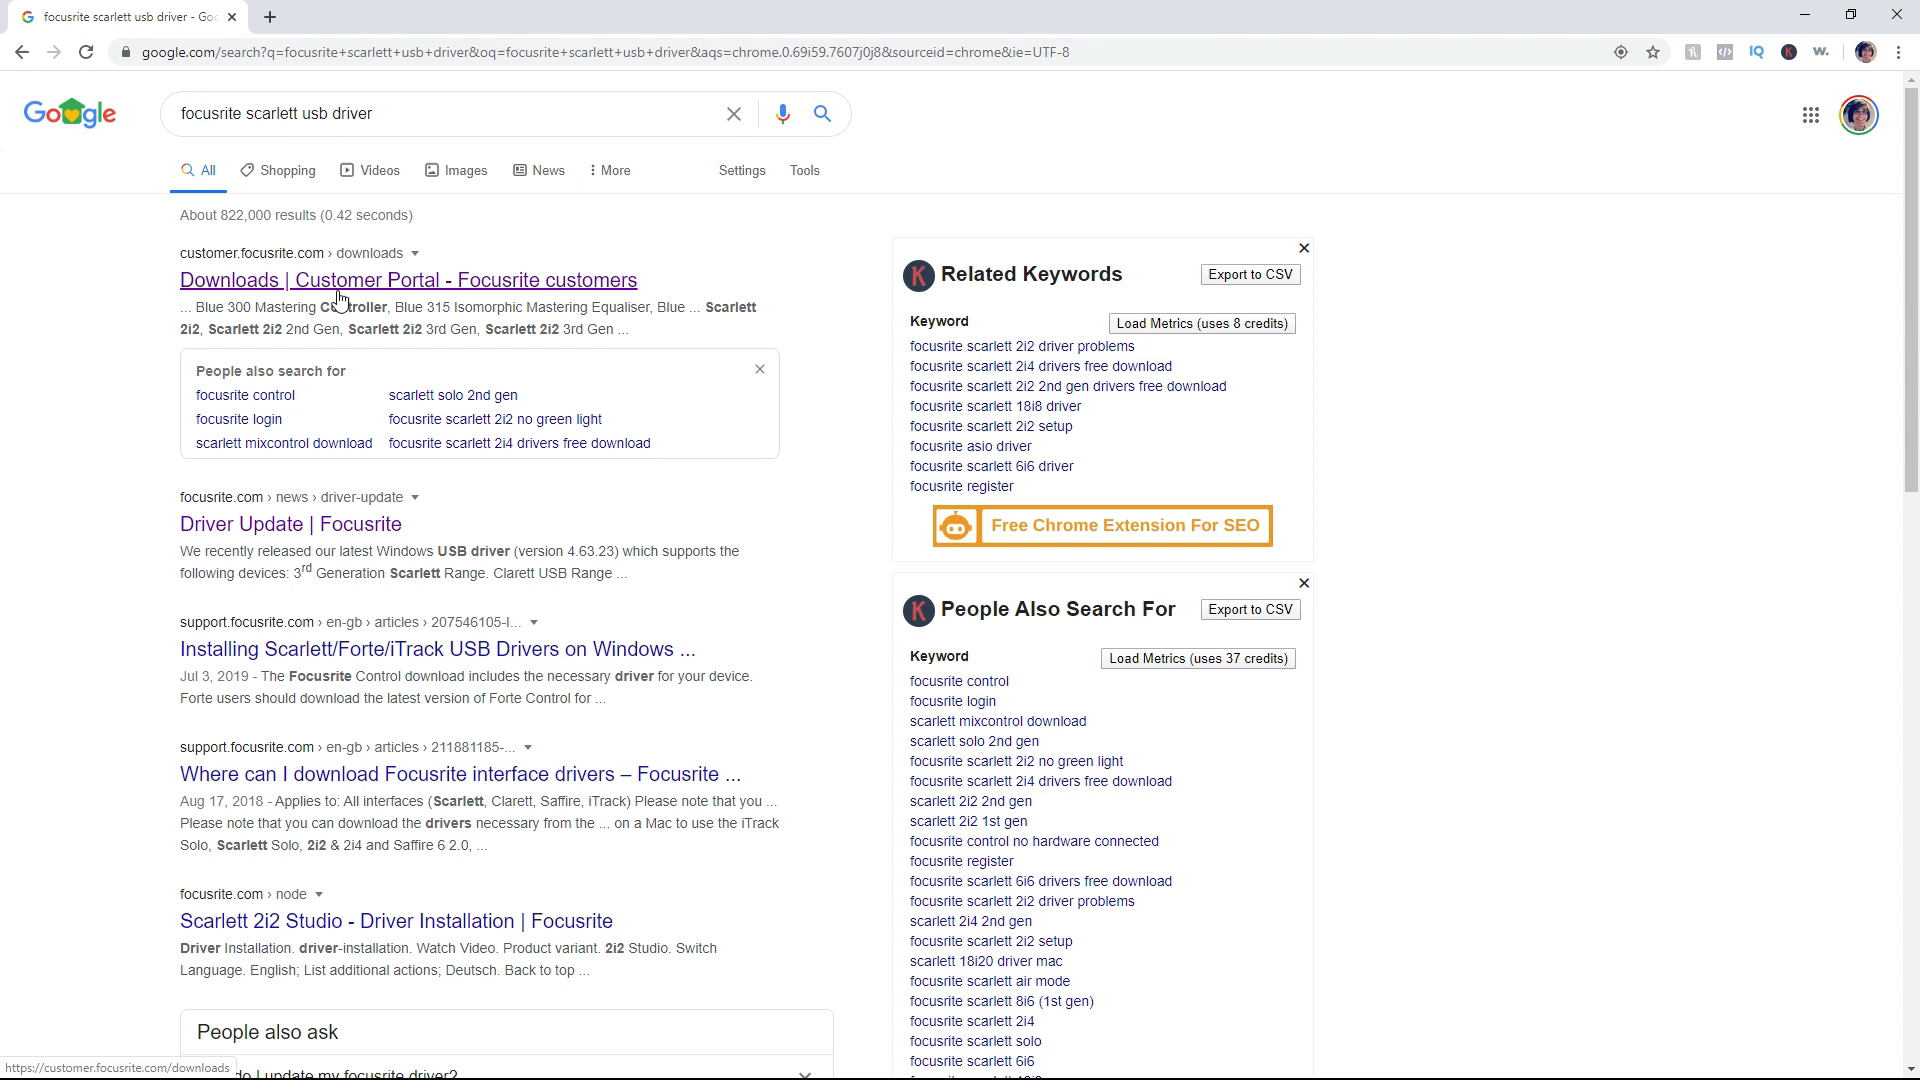 focusrite scarlett usb driver - Goo
google.com/search?q=focusrite+scarlett+usb+driver&oq=focusrite+scarlett+usb+driver&aqs=chrome.0.69i59.7607j0j8&sourceid=chrome&ie=UTF-8
IQ
K
w.
Google
focusrite scarlett usb driver
All
Shopping
Videos
Images
News
More
Settings
Tools
About 822,000 results (0.42 seconds)
customer.focusrite.com › downloads
Downloads | Customer Portal - Focusrite customers
... Blue 300 Mastering Controller, Blue 315 Isomorphic Mastering Equaliser, Blue ... Scarlett
2i2, Scarlett 2i2 2nd Gen, Scarlett 2i2 3rd Gen, Scarlett 2i2 3rd Gen ...
People also search for
focusrite control
scarlett solo 2nd gen
focusrite login
focusrite scarlett 2i2 no green light
scarlett mixcontrol download
focusrite scarlett 2i4 drivers free download
focusrite.com › news › driver-update
Driver Update | Focusrite
We recently released our latest Windows USB driver (version 4.63.23) which supports the
following devices: 3rd Generation Scarlett Range. Clarett USB Range ...
support.focusrite.com › en-gb › articles › 207546105-I...
Installing Scarlett/Forte/iTrack USB Drivers on Windows ...
Jul 3, 2019 - The Focusrite Control download includes the necessary driver for your device.
Forte users should download the latest version of Forte Control for ...
support.focusrite.com › en-gb › articles › 211881185-...
Where can I download Focusrite interface drivers – Focusrite ...
Aug 17, 2018 - Applies to: All interfaces (Scarlett, Clarett, Saffire, iTrack) Please note that you ...
Please note that you can download the drivers necessary from the ... on a Mac to use the iTrack
Solo, Scarlett Solo, 2i2 & 2i4 and Saffire 6 2.0, ...
focusrite.com › node
Scarlett 2i2 Studio - Driver Installation | Focusrite
Driver Installation. driver-installation. Watch Video. Product variant. 2i2 Studio. Switch
Language. English; List additional actions; Deutsch. Back to top ...
People also ask
do I update my focusrite driver?
https://customer.focusrite.com/downloads
K
Related Keywords
Export to CSV
Keyword
Load Metrics (uses 8 credits)
focusrite scarlett 2i2 driver problems
focusrite scarlett 2i4 drivers free download
focusrite scarlett 2i2 2nd gen drivers free download
focusrite scarlett 18i8 driver
focusrite scarlett 2i2 setup
focusrite asio driver
focusrite scarlett 6i6 driver
focusrite register
Free Chrome Extension For SEO
K
People Also Search For
Export to CSV
Keyword
Load Metrics (uses 37 credits)
focusrite control
focusrite login
scarlett mixcontrol download
scarlett solo 2nd gen
focusrite scarlett 2i2 no green light
focusrite scarlett 2i4 drivers free download
scarlett 2i2 2nd gen
scarlett 2i2 1st gen
focusrite control no hardware connected
focusrite register
focusrite scarlett 6i6 drivers free download
focusrite scarlett 2i2 driver problems
scarlett 2i4 2nd gen
focusrite scarlett 2i2 setup
scarlett 18i20 driver mac
focusrite scarlett air mode
focusrite scarlett 8i6 (1st gen)
focusrite scarlett 2i4
focusrite scarlett solo
focusrite scarlett 6i6